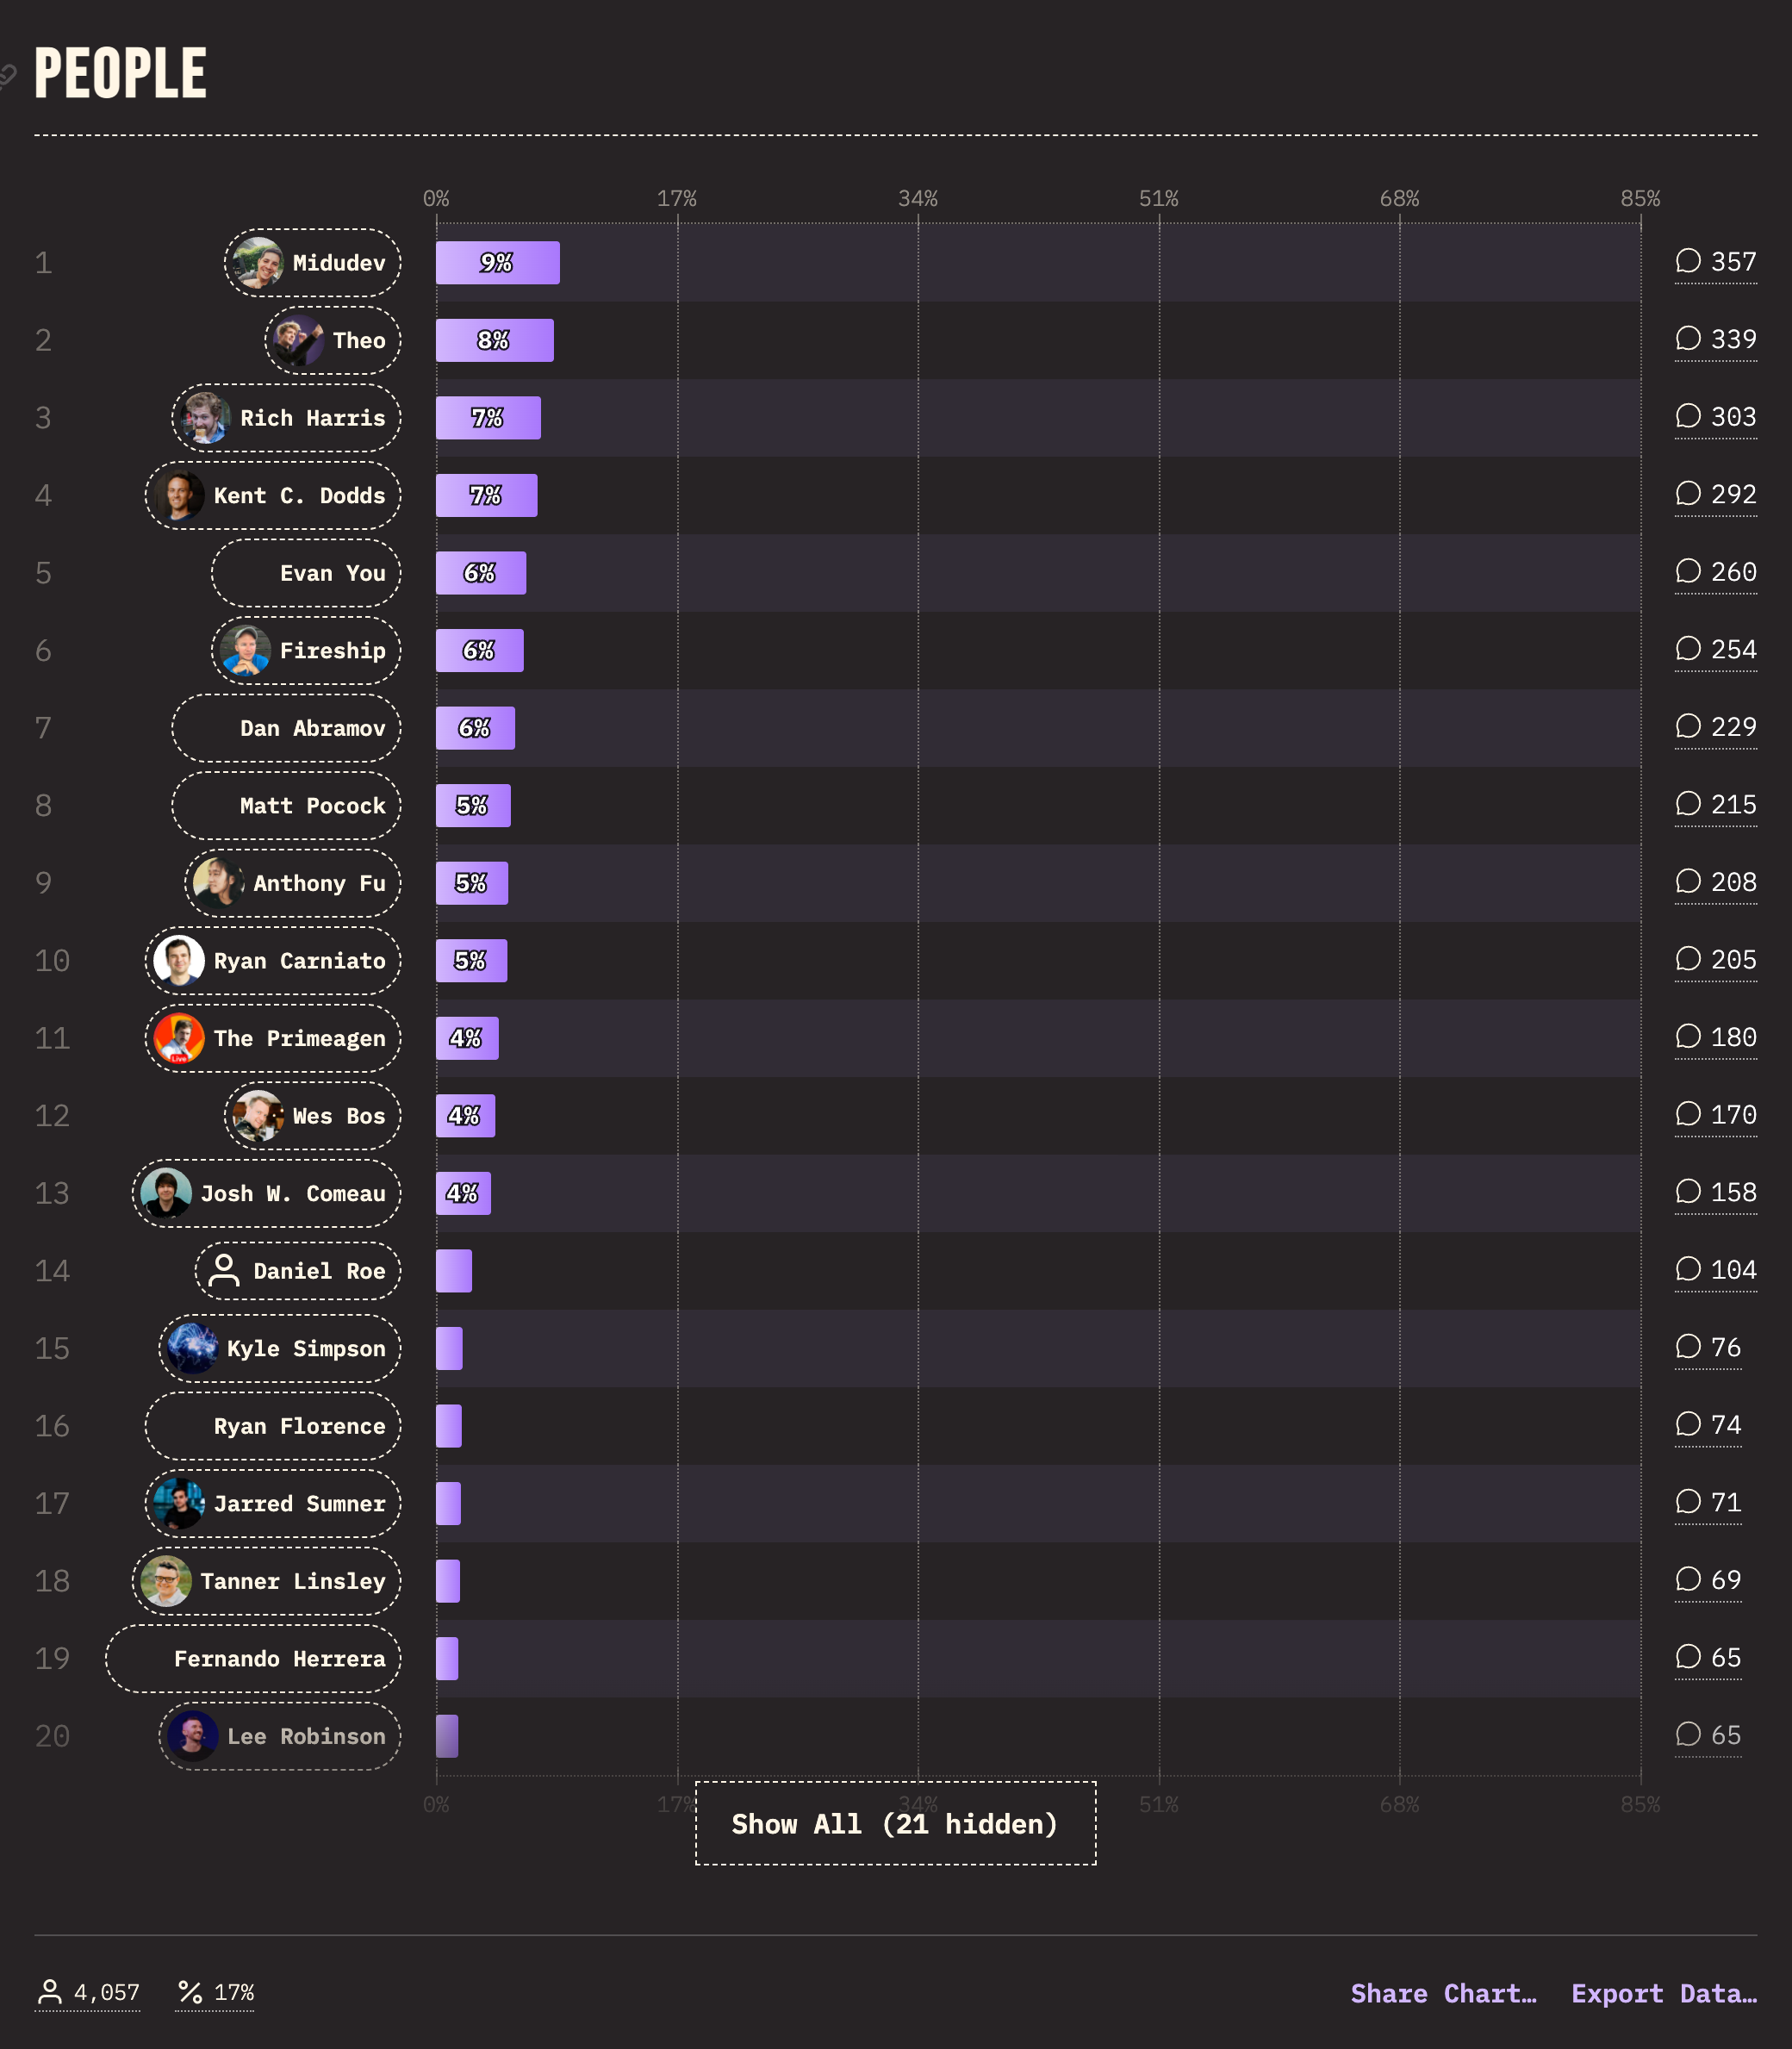 PEOPLE
0% 17% 34% 51% 68% 85%
1 Midudev 9% 357
2 Theo 8% 339
3 Rich Harris 7% 303
4 Kent C. Dodds 7% 292
5 Evan You 6% 260
6 Fireship 6% 254
7 Dan Abramov 6% 229
8 Matt Pocock 5% 215
9 Anthony Fu 5% 208
10 Ryan Carniato 5% 205
11 Live The Primeagen 4% 180
12 Wes Bos 4% 170
13 Josh W. Comeau 4% 158
14 Daniel Roe 104
15 Kyle Simpson 76
16 Ryan Florence 74
17 Jarred Sumner 71
18 Tanner Linsley 69
19 Fernando Herrera 65
20 Lee Robinson 65
0% 17% 34% 51% 68% 85%
Show All (21 hidden)
4,057 17% Share Chart… Export Data…